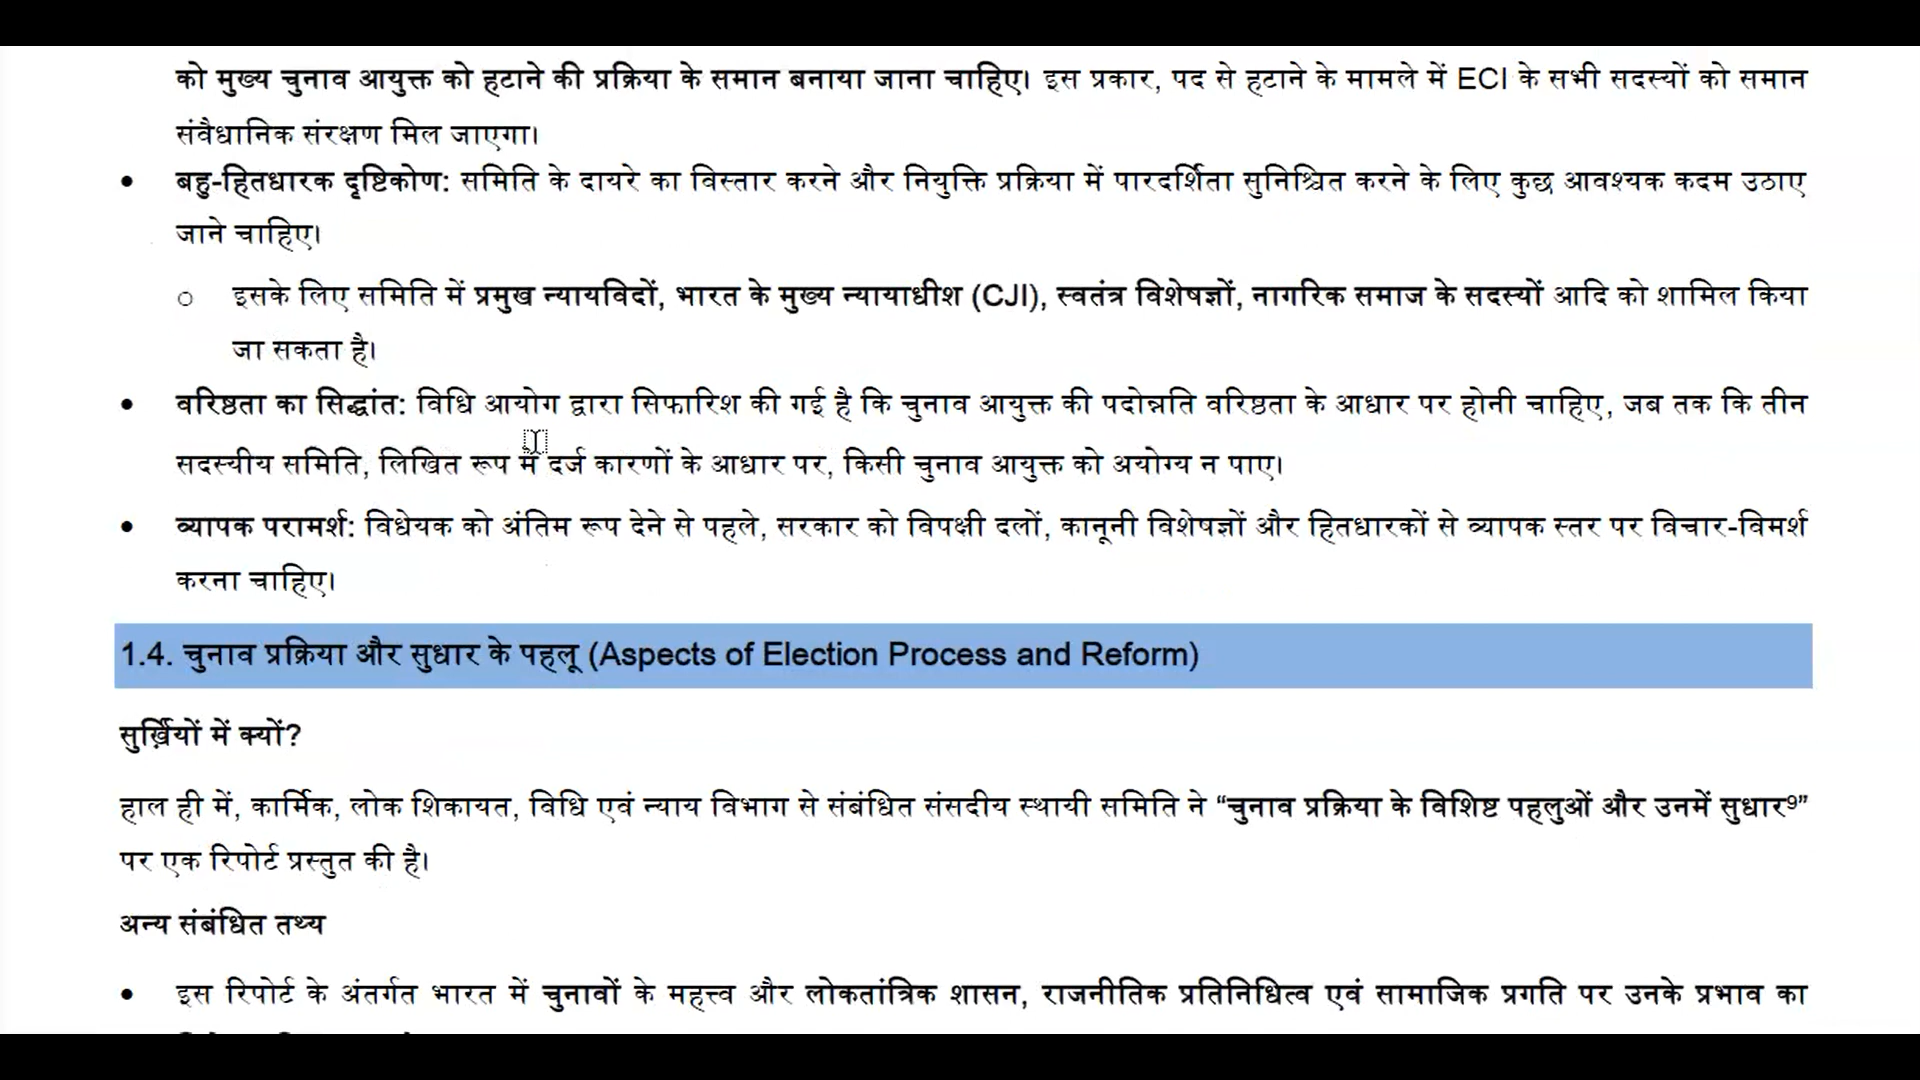 को मुख्य चुनाव आयुक्त को हटाने की प्रक्रिया के समान बनाया जाना चाहिए। इस प्रकार, पद से हटाने के मामले में ECI के सभी सदस्यों को समान
संवैधानिक संरक्षण मिल जाएगा।
• बहु-हितधारक दृष्टिकोण: समिति के दायरे का विस्तार करने और नियुक्ति प्रक्रिया में पारदर्शिता सुनिश्चित करने के लिए कुछ आवश्यक कदम उठाए
जाने चाहिए।
○ इसके लिए समिति में प्रमुख न्यायविदों, भारत के मुख्य न्यायाधीश (CJI), स्वतंत्र विशेषज्ञों, नागरिक समाज के सदस्यों आदि को शामिल किया
जा सकता है।
• वरिष्ठता का सिद्धांत: विधि आयोग द्वारा सिफारिश की गई है कि चुनाव आयुक्त की पदोन्नति वरिष्ठता के आधार पर होनी चाहिए, जब तक कि तीन
सदस्यीय समिति, लिखित रूप में दर्ज कारणों के आधार पर, किसी चुनाव आयुक्त को अयोग्य न पाए।
• व्यापक परामर्श: विधेयक को अंतिम रूप देने से पहले, सरकार को विपक्षी दलों, कानूनी विशेषज्ञों और हितधारकों से व्यापक स्तर पर विचार-विमर्श
करना चाहिए।
1.4. चुनाव प्रक्रिया और सुधार के पहलू (Aspects of Election Process and Reform)
सुर्ख़ियों में क्यों?
हाल ही में, कार्मिक, लोक शिकायत, विधि एवं न्याय विभाग से संबंधित संसदीय स्थायी समिति ने “चुनाव प्रक्रिया के विशिष्ट पहलुओं और उनमें सुधार⁹”
पर एक रिपोर्ट प्रस्तुत की है।
अन्य संबंधित तथ्य
• इस रिपोर्ट के अंतर्गत भारत में चुनावों के महत्त्व और लोकतांत्रिक शासन, राजनीतिक प्रतिनिधित्व एवं सामाजिक प्रगति पर उनके प्रभाव का